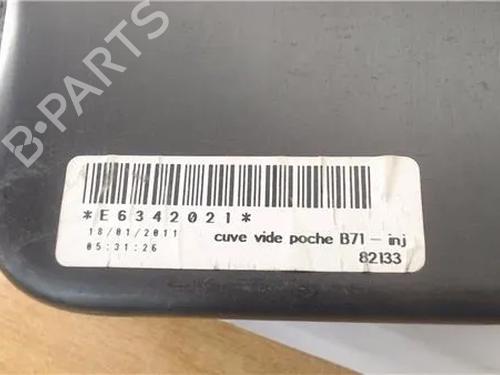 B-PARTS
*E6342021*
18/01/2011
05:31:26
cuve vide poche B71 - inj
82133